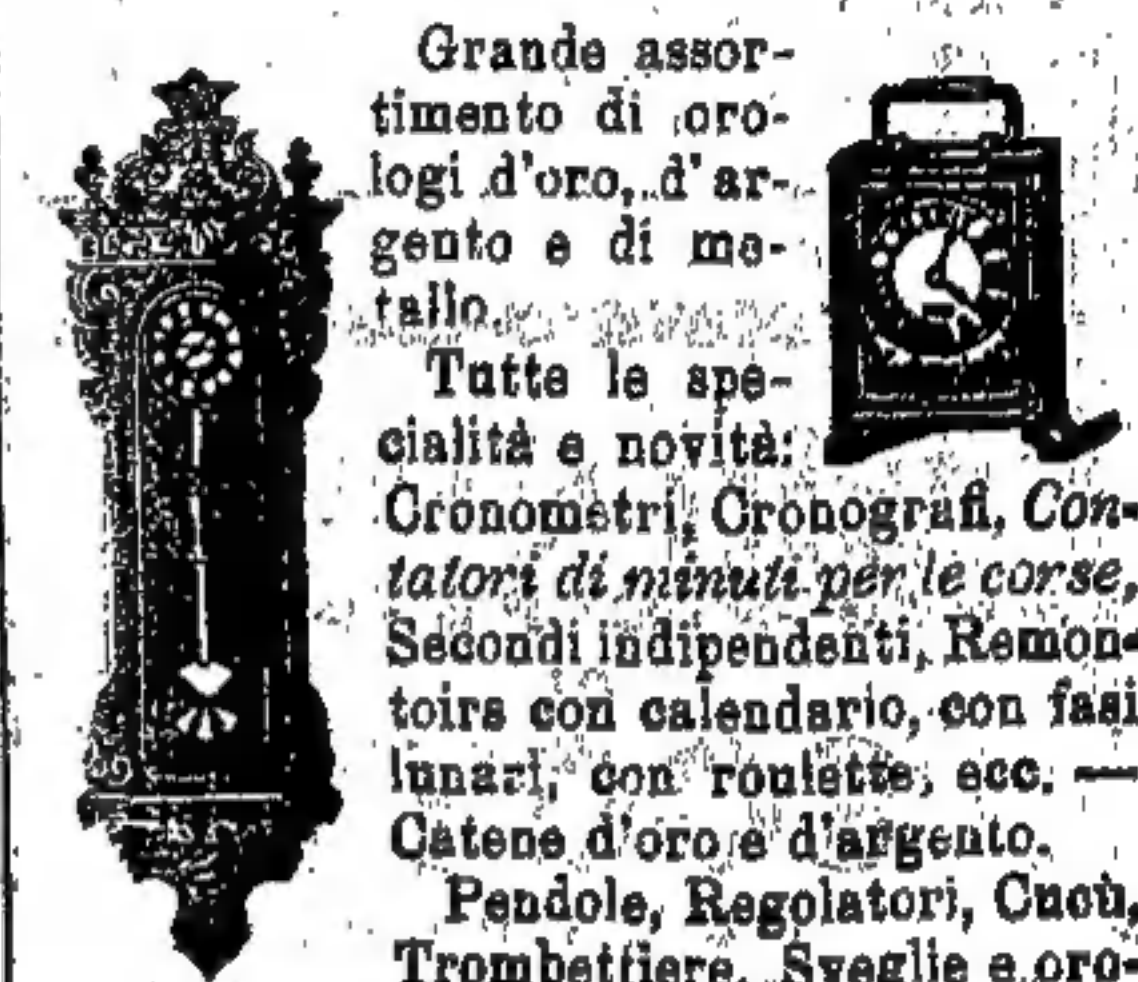 Grande assor-
timento di oro-
logi d'oro, d'ar-
gento e di me-
tallo.
Tutte le spe-
cialità e novità:
Cronometri, Cronografi, Con-
tatori di minuti per le corse,
Secondi indipendenti, Remon-
toirs con calendario, con fasi
lunari, con roulette, ecc. —
Catene d'oro e d'argento.
Pendole, Regolatori, Cucù,
Trombettiere, Sveglie e oro-